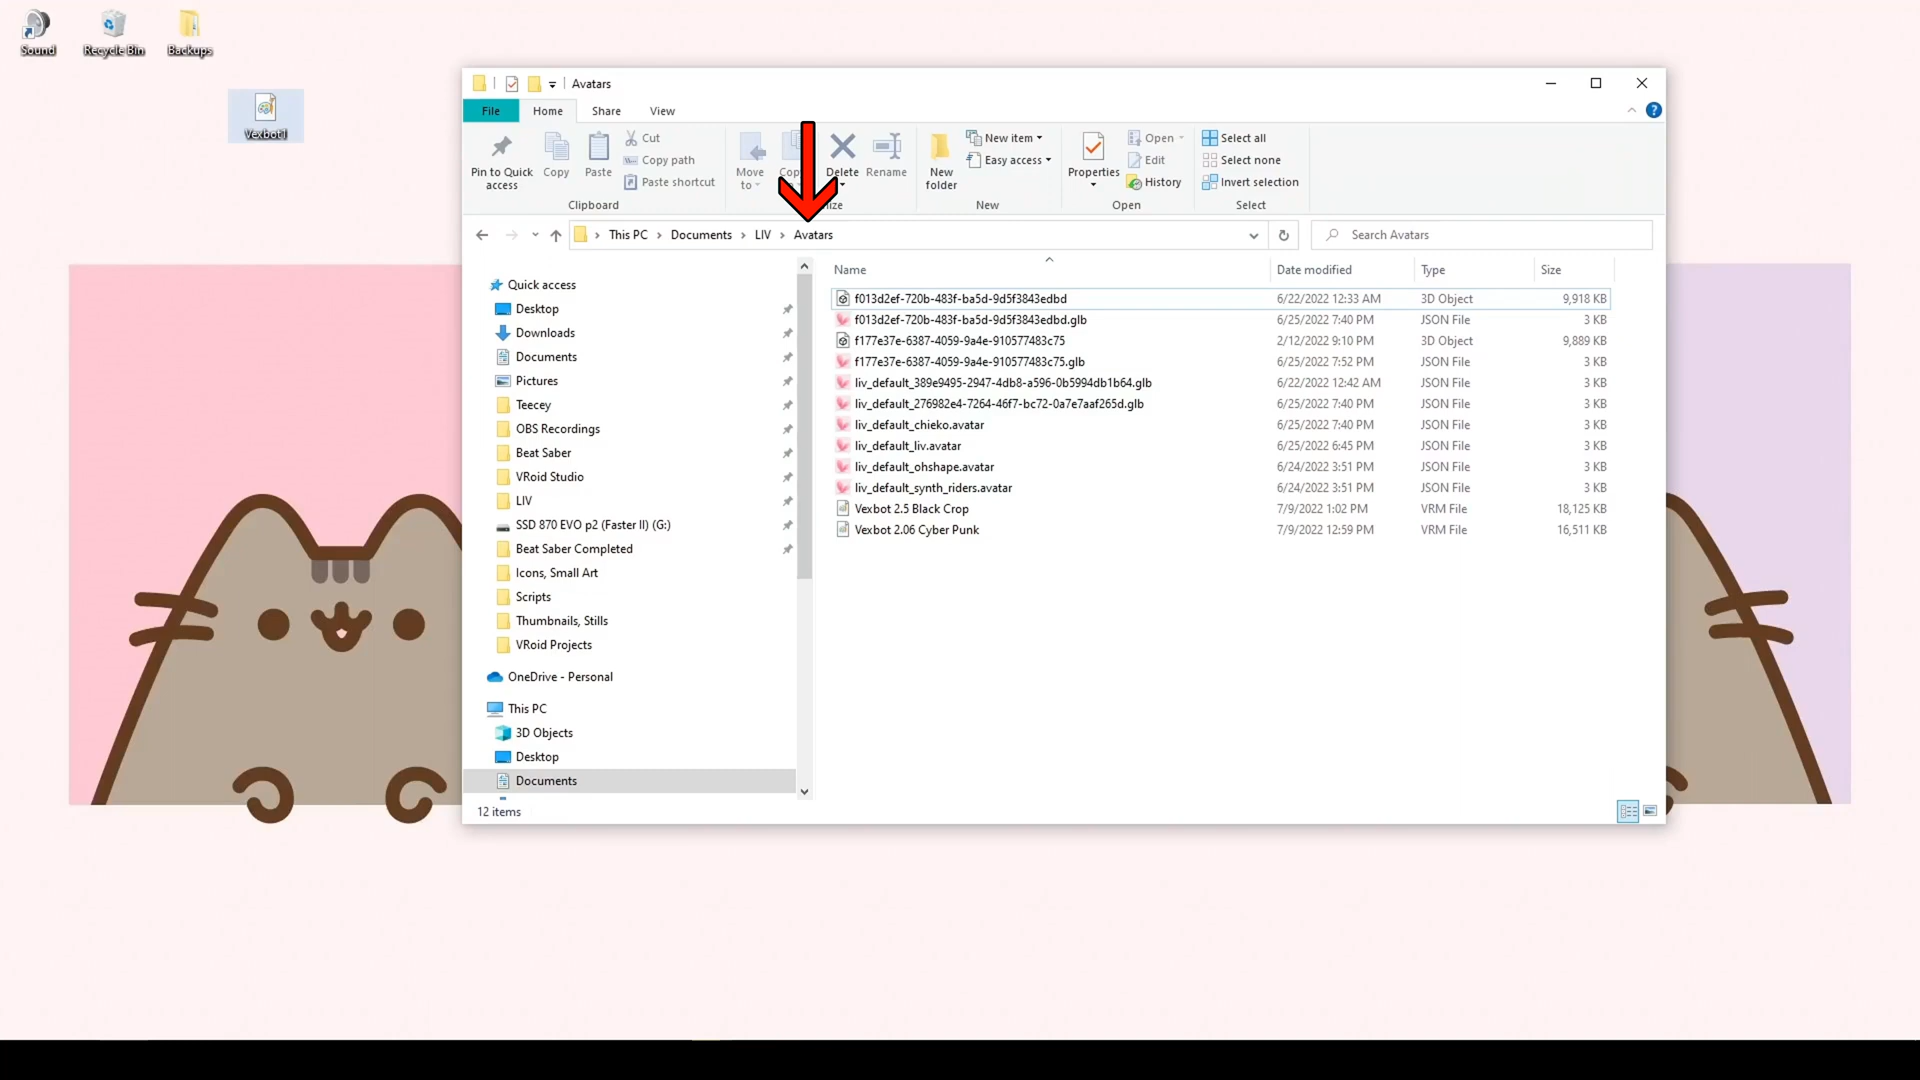 Sound
Recycle Bin
Backups
Vexbot1
Avatars
File
Home
Share
View
Pin to Quick access
Copy
Paste
Cut
Copy path
Paste shortcut
Clipboard
Move to
Delete
Rename
New folder
New item
Easy access
New
Properties
Open
Edit
History
Open
Select all
Select none
Invert selection
Select
This PC > Documents > LIV > Avatars
Search Avatars
Quick access
Desktop
Downloads
Documents
Pictures
Teecey
OBS Recordings
Beat Saber
VRoid Studio
LIV
SSD 870 EVO p2 (Faster II) (G:)
Beat Saber Completed
Icons, Small Art
Scripts
Thumbnails, Stills
VRoid Projects
OneDrive - Personal
This PC
3D Objects
Desktop
Documents
Name Date modified Type Size
f013d2ef-720b-483f-ba5d-9d5f3843edbd 6/22/2022 12:33 AM 3D Object 9,918 KB
f013d2ef-720b-483f-ba5d-9d5f3843edbd.glb 6/25/2022 7:40 PM JSON File 3 KB
f177e37e-6387-4059-9a4e-910577483c75 2/12/2022 9:10 PM 3D Object 9,889 KB
f177e37e-6387-4059-9a4e-910577483c75.glb 6/25/2022 7:52 PM JSON File 3 KB
liv_default_389e9495-2947-4db8-a596-0b5994db1b64.glb 6/22/2022 12:42 AM JSON File 3 KB
liv_default_276982e4-7264-46f7-bc72-0a7e7aaf265d.glb 6/25/2022 7:40 PM JSON File 3 KB
liv_default_chieko.avatar 6/25/2022 7:40 PM JSON File 3 KB
liv_default_liv.avatar 6/25/2022 6:45 PM JSON File 3 KB
liv_default_ohshape.avatar 6/24/2022 3:51 PM JSON File 3 KB
liv_default_synth_riders.avatar 6/24/2022 3:51 PM JSON File 3 KB
Vexbot 2.5 Black Crop 7/9/2022 1:02 PM VRM File 18,125 KB
Vexbot 2.06 Cyber Punk 7/9/2022 12:59 PM VRM File 16,511 KB
12 items